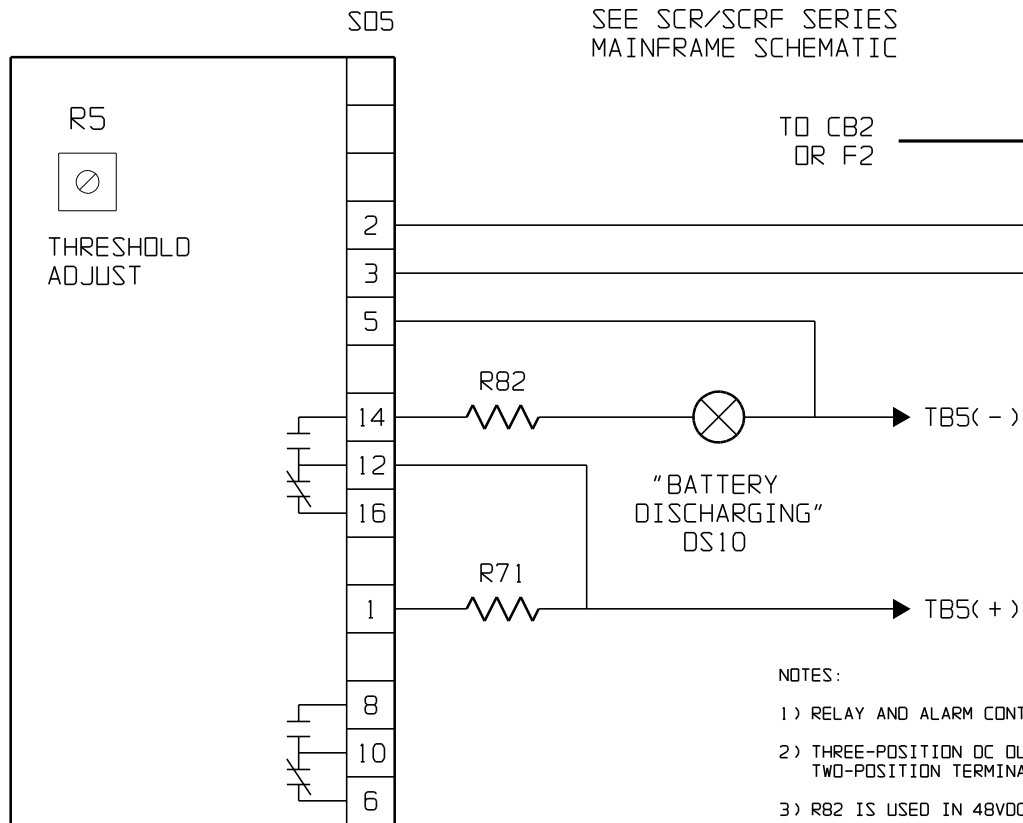 SO5
SEE SCR/SCRF SERIES
MAINFRAME SCHEMATIC
R5
TO CB2
OR F2
THRESHOLD
ADJUST
2
3
5
R82
14
TB5(-)
12
"BATTERY
DISCHARGING"
DS10
16
R71
1
TB5(+)
NOTES:
8
1) RELAY AND ALARM CONT
10
2) THREE-POSITION DC OU
TWO-POSITION TERMINA
6
3) R82 IS USED IN 48VDC